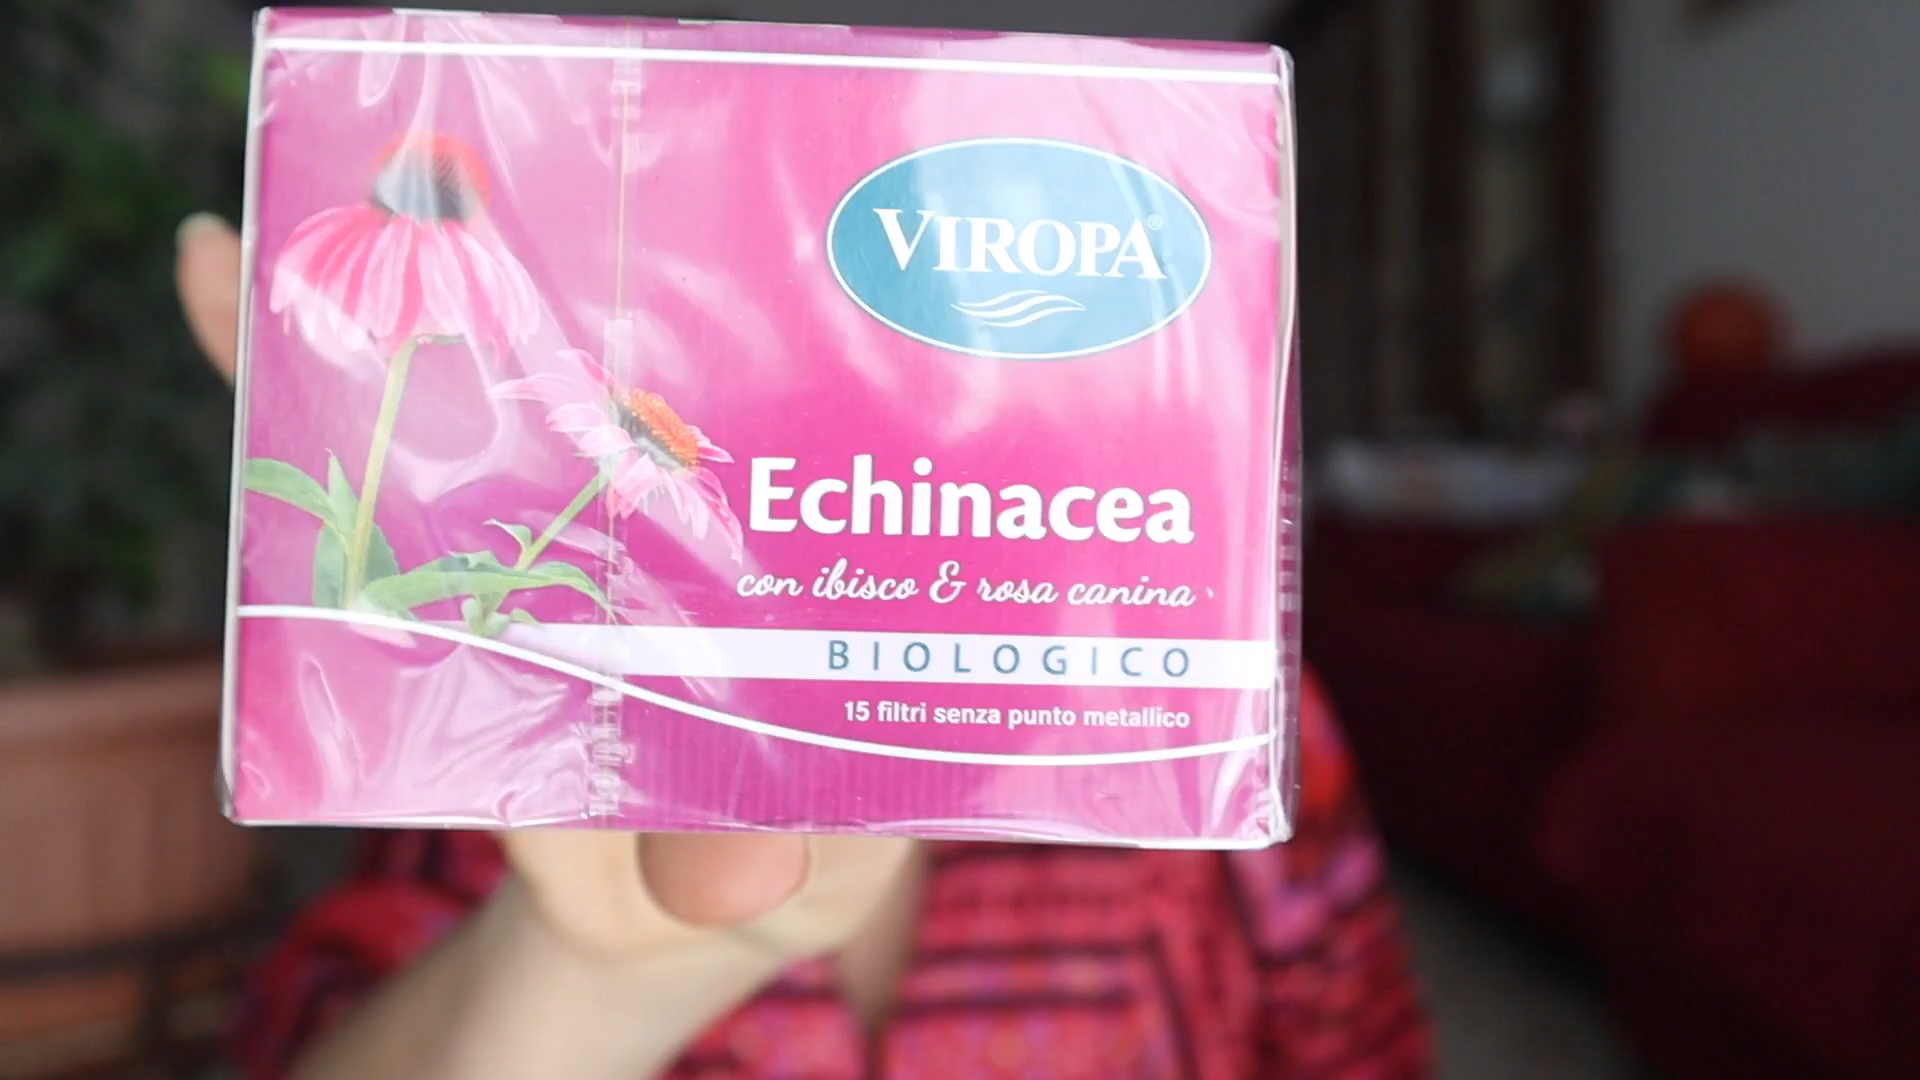 VIROPA®
Echinacea
con ibisco & rosa canina
BIOLOGICO
15 filtri senza punto metallico